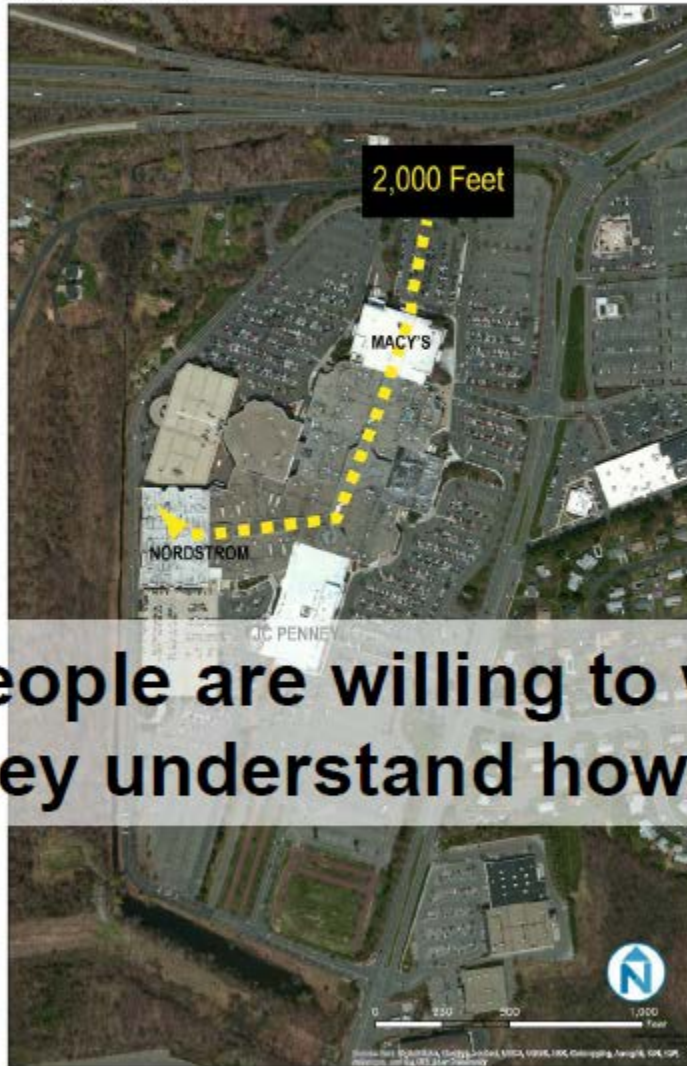 2,000 Feet
MACY'S
NORDSTROM
JC PENNEY
eople are willing to w
ey understand how
N
0 250 500 1,000
Feet